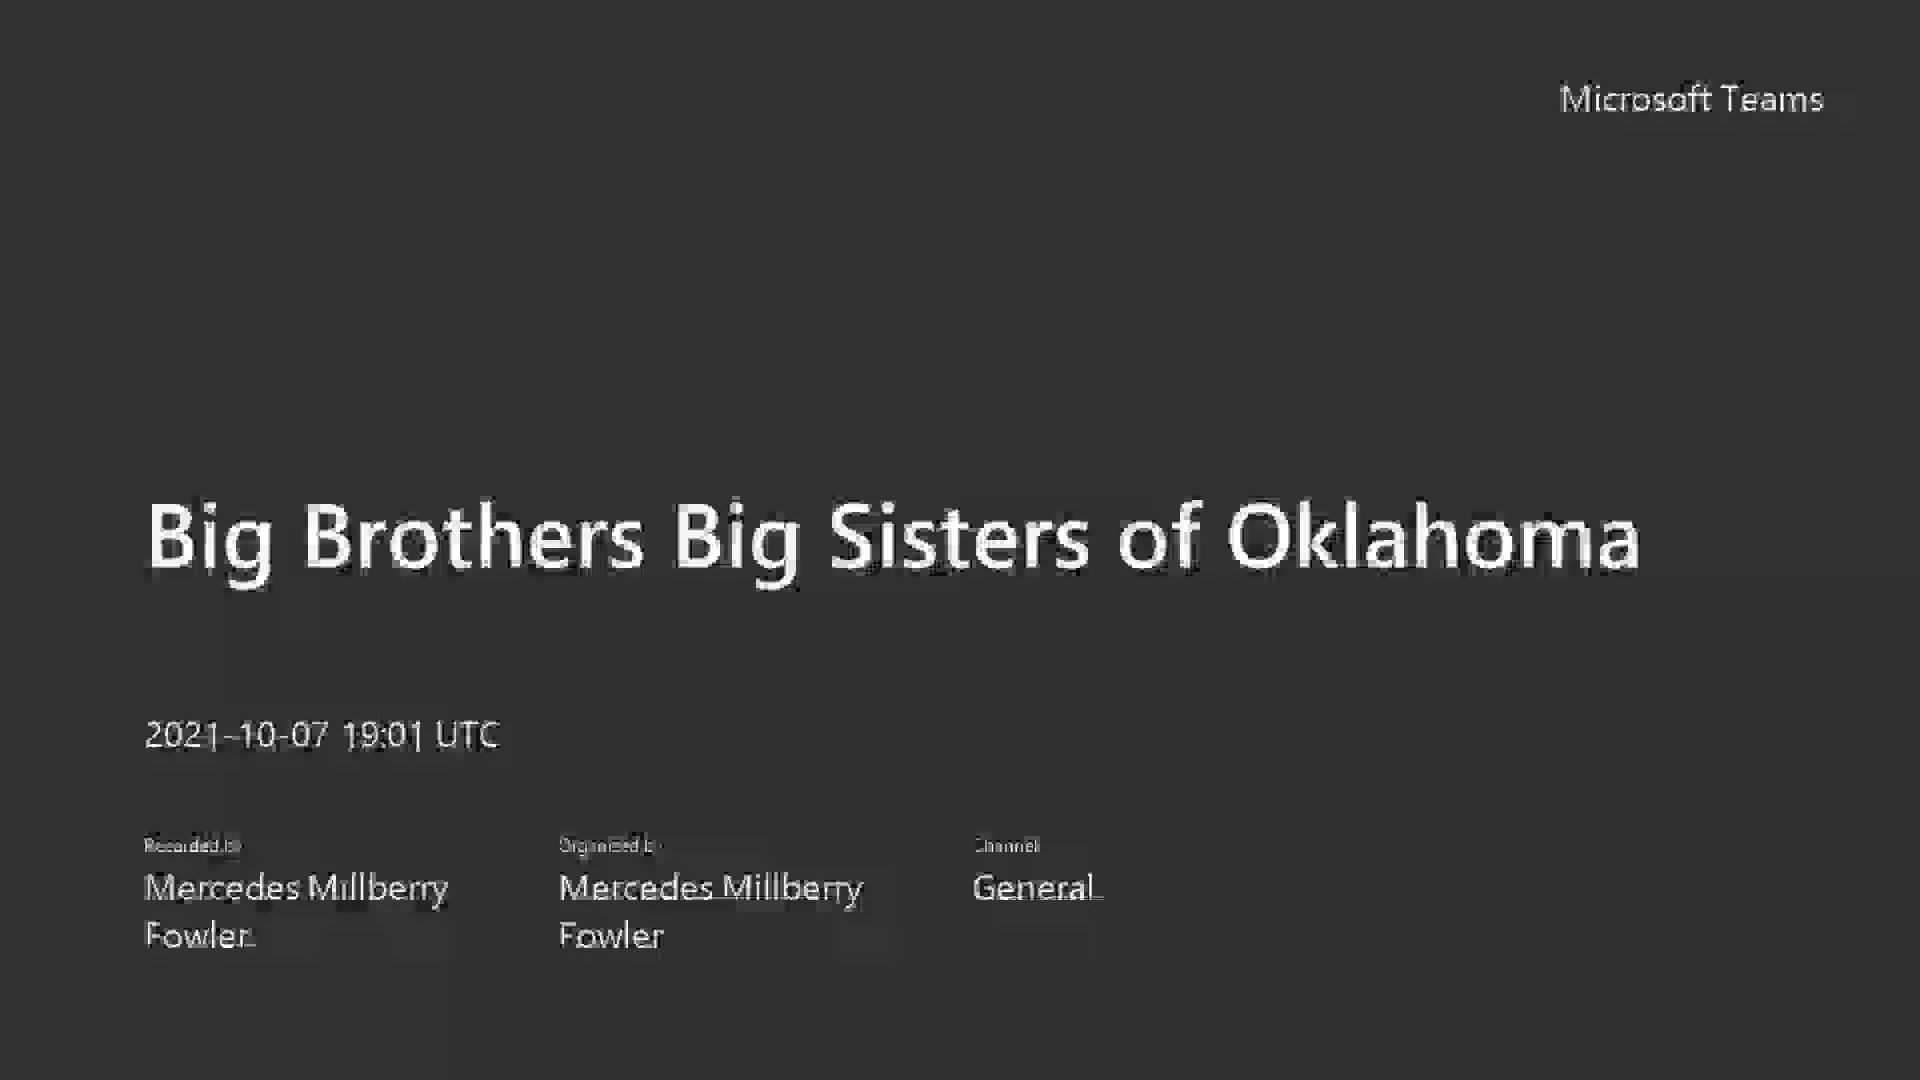 Microsoft Teams
Big Brothers Big Sisters of Oklahoma
2021-10-07 19:01 UTC
Recorded by
Organized by
Channel
Mercedes Millberry
Mercedes Millberry
General
Fowler
Fowler